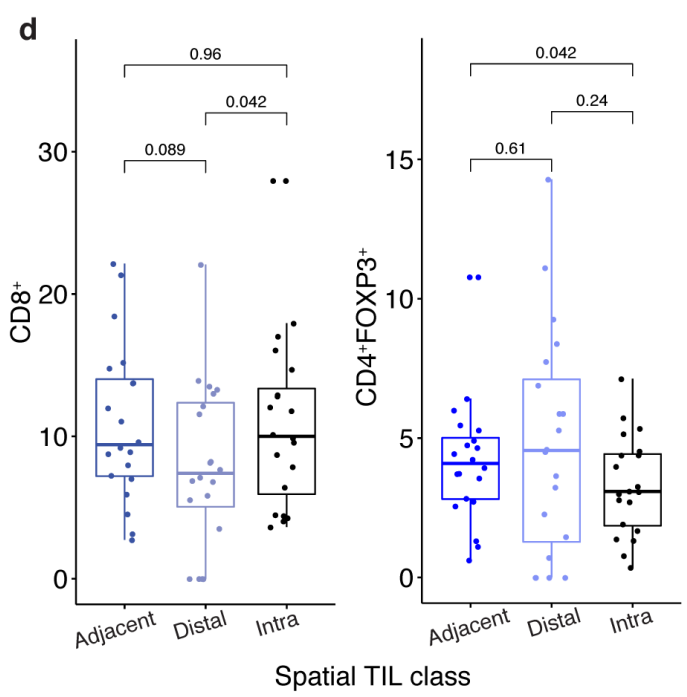 d
0.96
0.042
0.089
CD8⁺
30
20
10
0
Adjacent
Distal
Intra
0.042
0.24
0.61
CD4⁺FOXP3⁺
15
10
5
0
Adjacent
Distal
Intra
Spatial TIL class